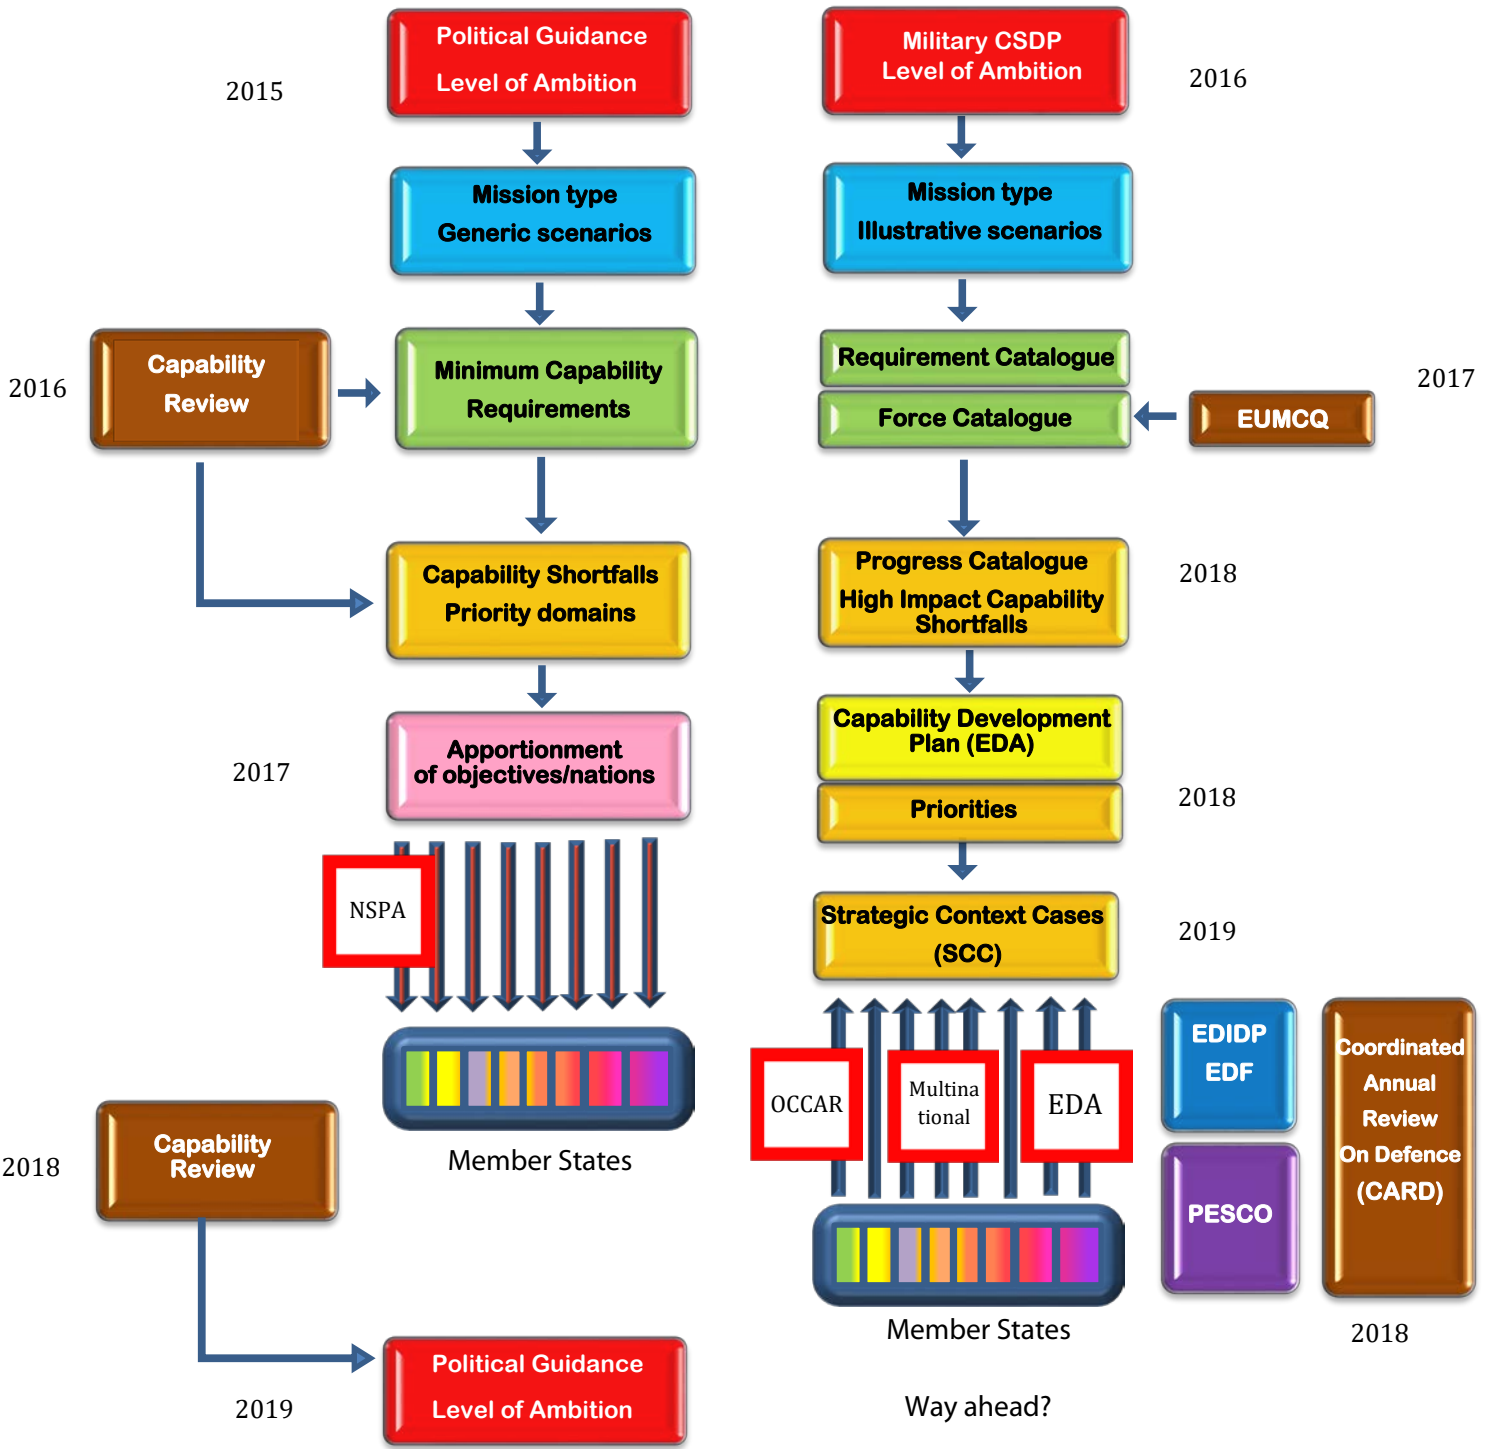 Political Guidance
Level of Ambition
2015
Mission type
Generic scenarios
Capability
Review
2016
Minimum Capability
Requirements
Capability Shortfalls
Priority domains
Apportionment
of objectives/nations
2017
NSPA
Member States
Capability
Review
2018
Political Guidance
Level of Ambition
2019
Military CSDP
Level of Ambition
2016
Mission type
Illustrative scenarios
Requirement Catalogue
Force Catalogue
EUMCQ
2017
Progress Catalogue
High Impact Capability
Shortfalls
2018
Capability Development
Plan (EDA)
Priorities
2018
Strategic Context Cases
(SCC)
2019
OCCAR
Multina
tional
EDA
EDIDP
EDF
PESCO
Coordinated
Annual
Review
On Defence
(CARD)
2018
Member States
Way ahead?